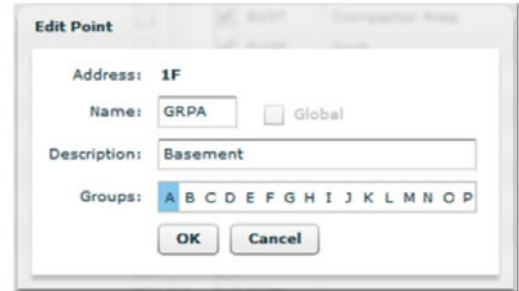 Edit Point
Address: 1F
Name: GRPA Global
Description: Basement
Groups: A B C D E F G H I J K L M N O P
OK Cancel